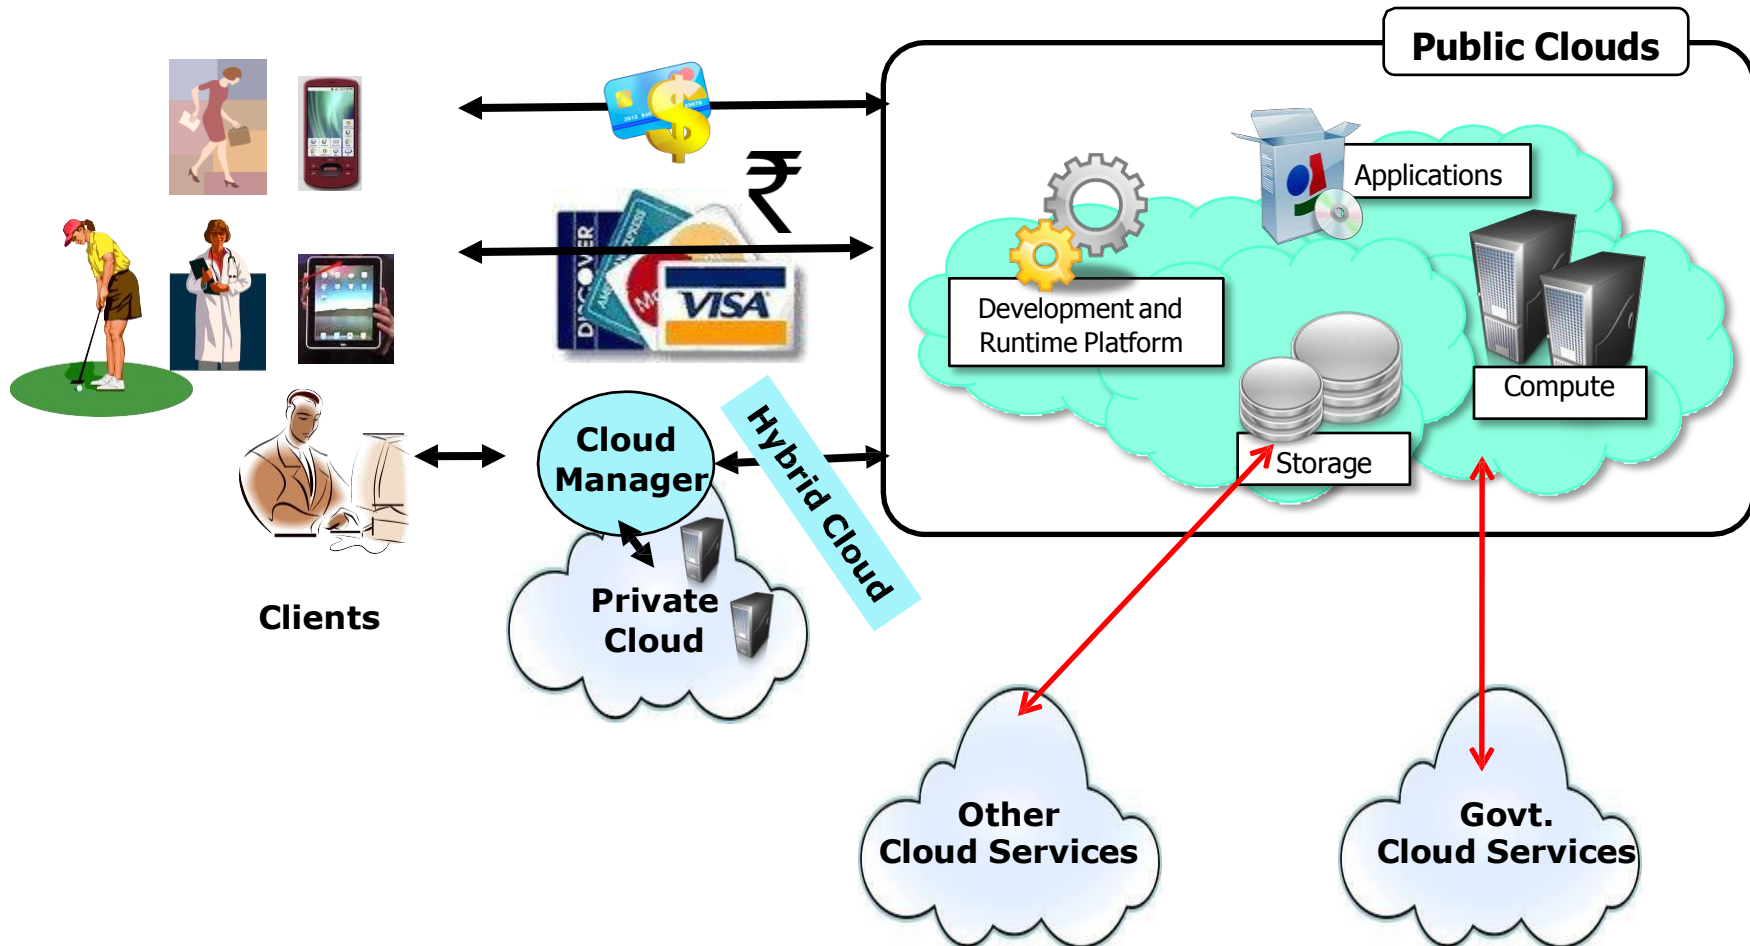 Public Clouds
Applications
Development and
Runtime Platform
Compute
Storage
₹
DISCOVER
VISA
Cloud
Manager
Hybrid Cloud
Private
Cloud
Clients
Other
Cloud Services
Govt.
Cloud Services